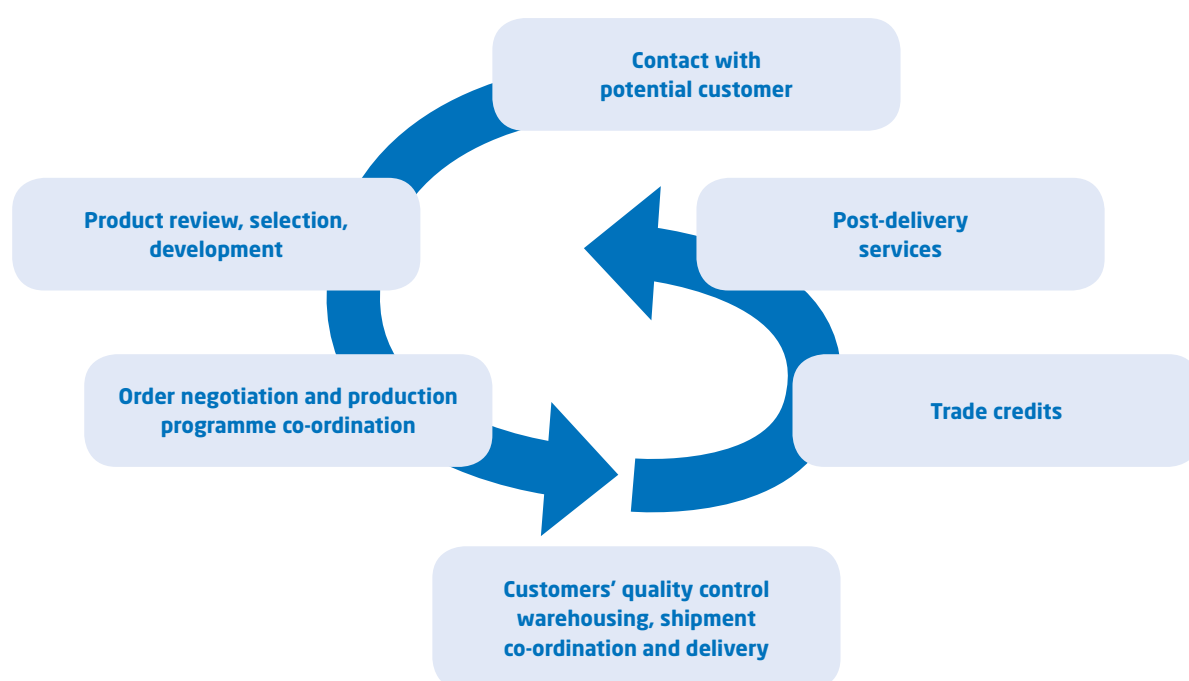 Contact with
potential customer
Product review, selection,
development
Post-delivery
services
Order negotiation and production
programme co-ordination
Trade credits
Customers’ quality control
warehousing, shipment
co-ordination and delivery